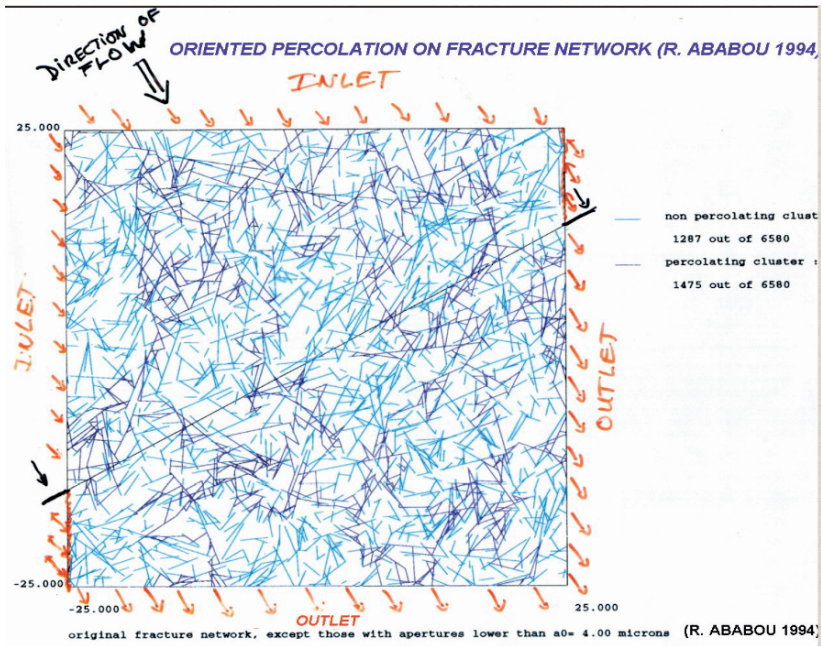 DIRECTION OF
FLOW
ORIENTED PERCOLATION ON FRACTURE NETWORK (R. ABABOU 1994)
INLET
25.000
non percolating clust
1287 out of 6580
percolating cluster :
1475 out of 6580
INLET
OUTLET
-25.000
-25.000
25.000
OUTLET
original fracture network, except those with apertures lower than a0= 4.00 microns
(R. ABABOU 1994)